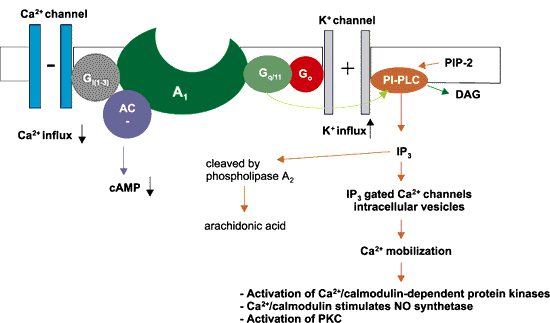 Ca²⁺ channel
K⁺ channel
-
Gi(1-3)
A₁
Gq/11
Go
+
PI-PLC
PIP-2
DAG
AC
-
Ca²⁺ influx
K⁺ influx
cAMP
IP₃
cleaved by
phospholipase A₂
arachidonic acid
IP₃ gated Ca²⁺ channels
intracellular vesicles
Ca²⁺ mobilization
- Activation of Ca²⁺/calmodulin-dependent protein kinases
- Ca²⁺/calmodulin stimulates NO synthetase
- Activation of PKC